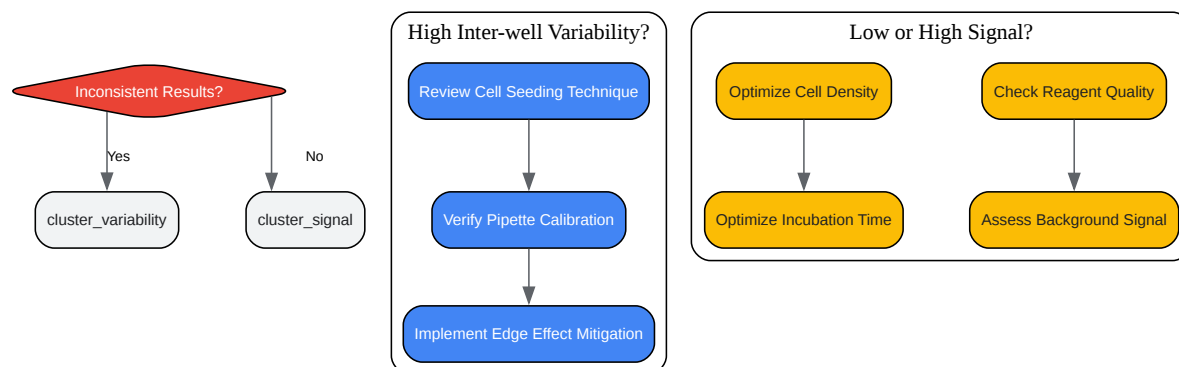 High Inter-well Variability?
Low or High Signal?
Inconsistent Results?
Review Cell Seeding Technique
Optimize Cell Density
Check Reagent Quality
Yes
No
cluster_variability
cluster_signal
Verify Pipette Calibration
Optimize Incubation Time
Assess Background Signal
Implement Edge Effect Mitigation